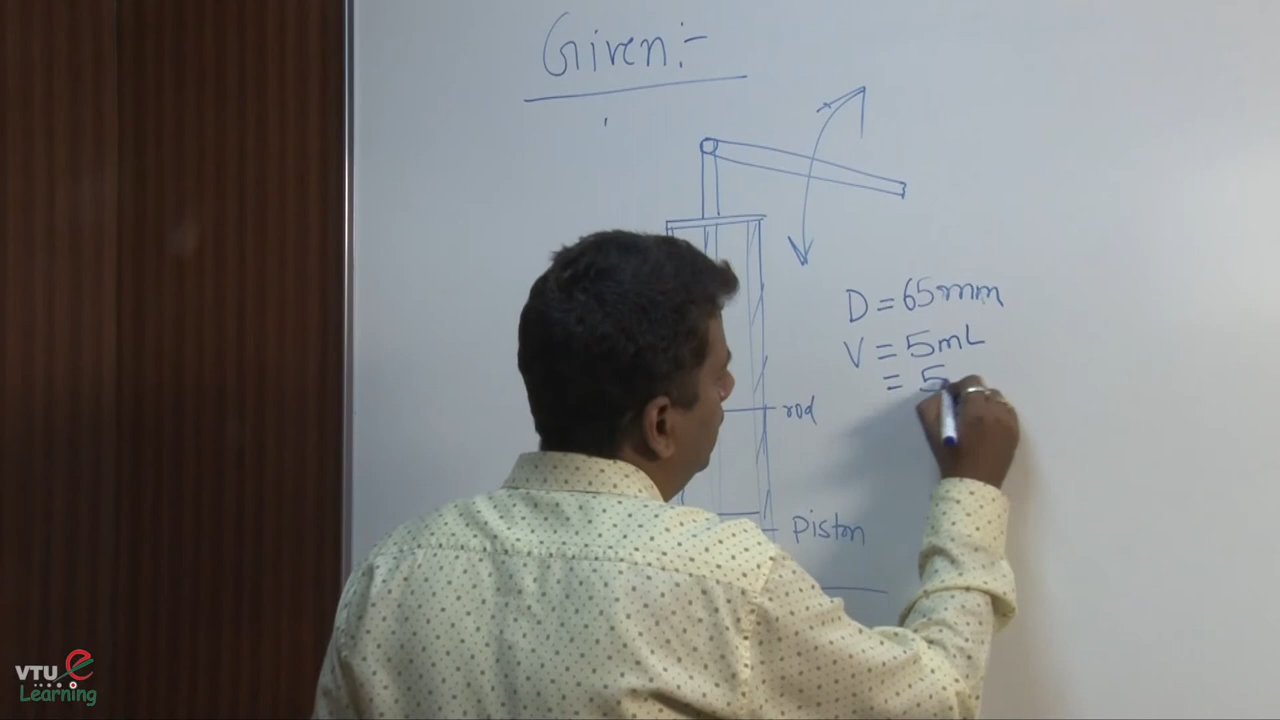 Given:-
D = 65mm
V = 5mL
= 5
rod
Piston
VTU e
Learning